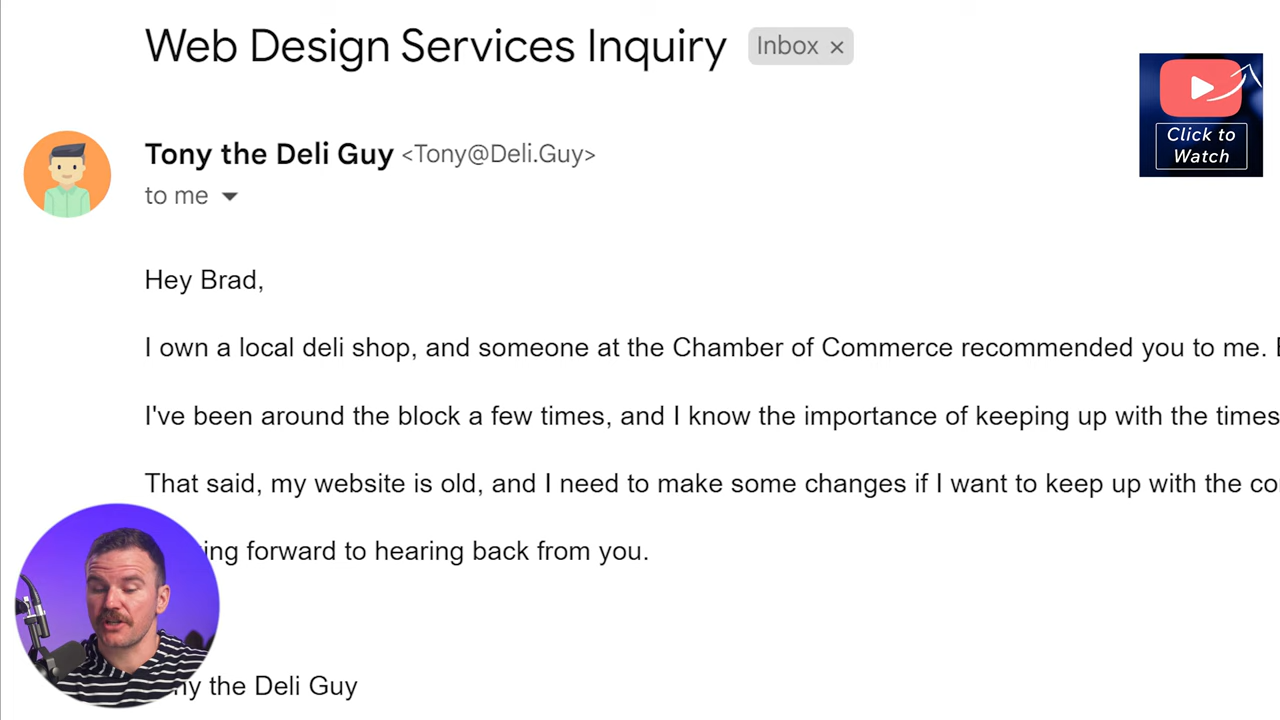 Web Design Services Inquiry Inbox ×
Click to
Watch
Tony the Deli Guy <Tony@Deli.Guy>
to me
Hey Brad,
I own a local deli shop, and someone at the Chamber of Commerce recommended you to me.
I've been around the block a few times, and I know the importance of keeping up with the times
That said, my website is old, and I need to make some changes if I want to keep up with the
forward to hearing back from you.
the Deli Guy